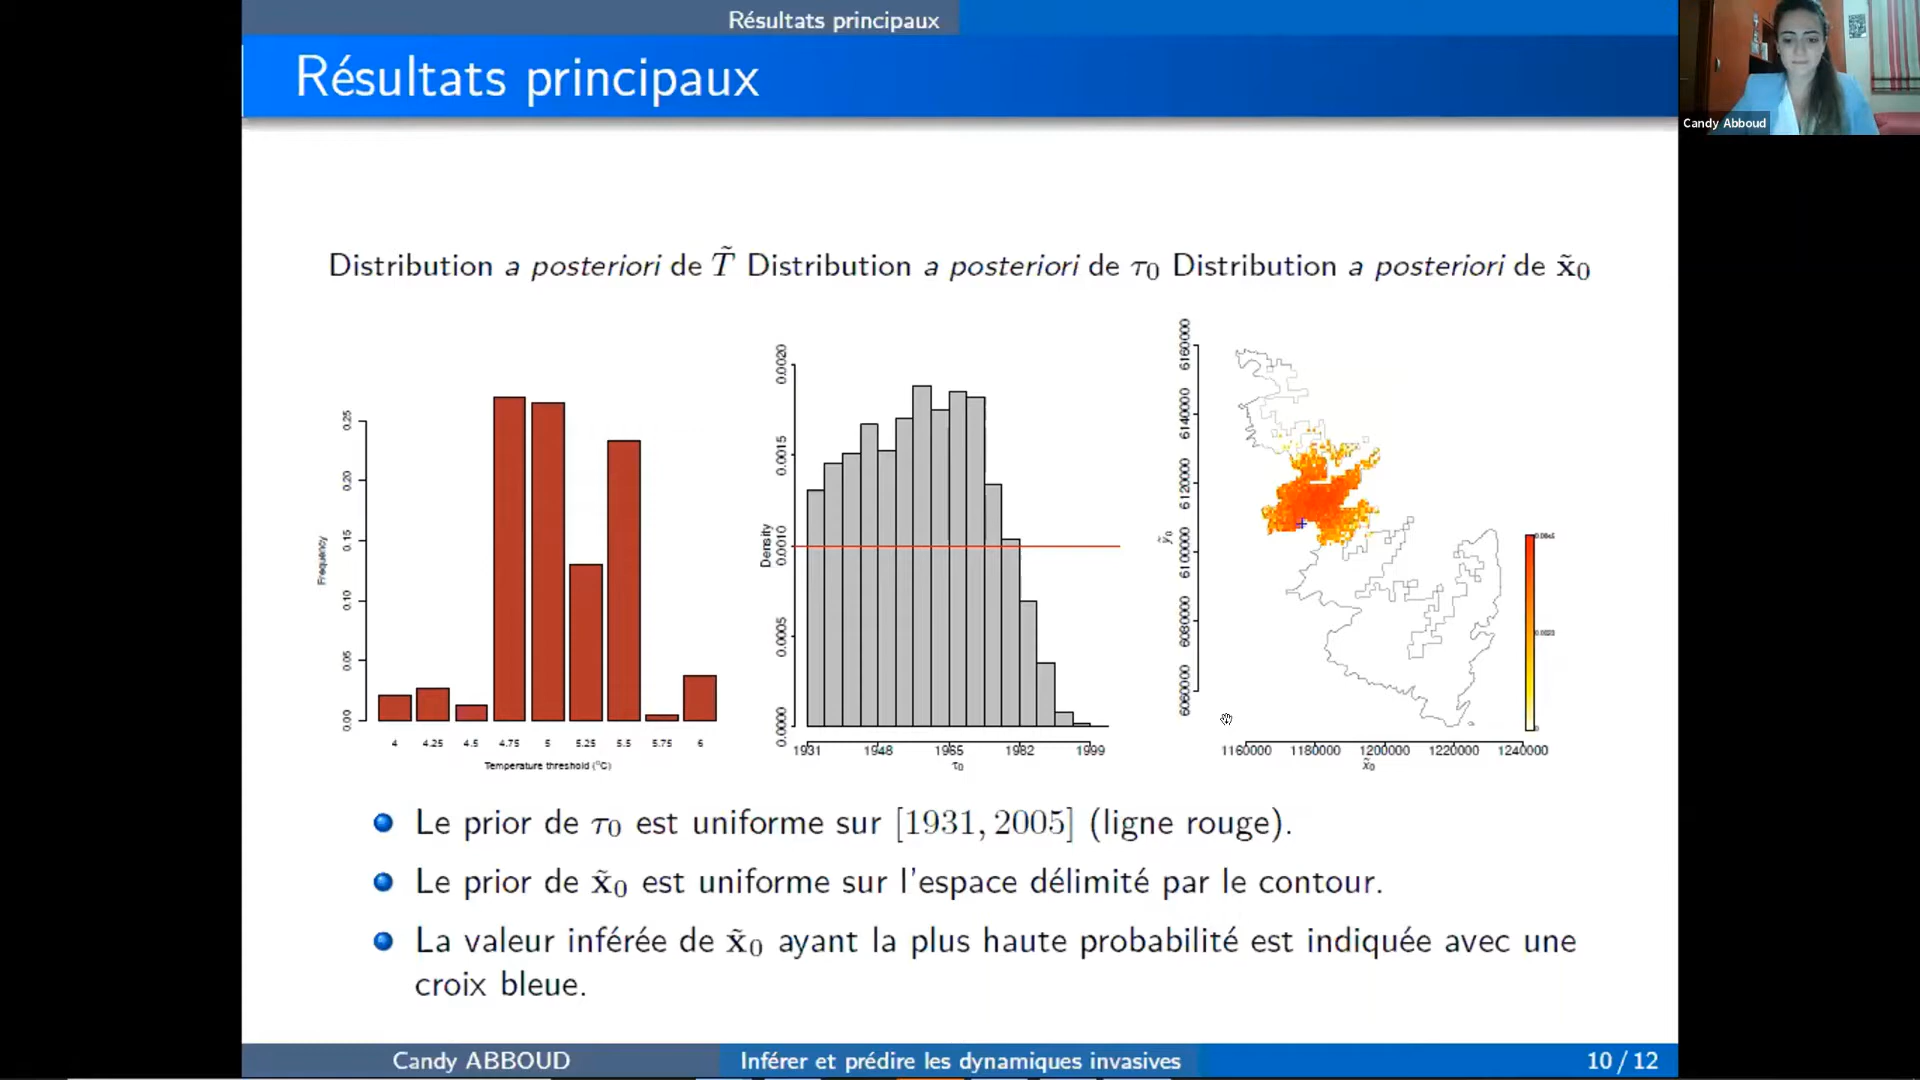 Résultats principaux
Résultats principaux
Candy Abboud
Distribution a posteriori de T̃ Distribution a posteriori de τ0 Distribution a posteriori de x̃0
Frequency
0.00 0.05 0.10 0.15 0.20 0.25
4 4.25 4.5 4.75 5 5.25 5.5 5.75 6
Temperature threshold (°C)
Density
0.0000 0.0005 0.0010 0.0015 0.0020
1931 1948 1965 1982 1999
τ0
ỹ0
6060000 6080000 6100000 6120000 6140000 6160000
1160000 1180000 1200000 1220000 1240000
x̃0
0
Le prior de τ0 est uniforme sur [1931, 2005] (ligne rouge).
Le prior de x̃0 est uniforme sur l'espace délimité par le contour.
La valeur inférée de x̃0 ayant la plus haute probabilité est indiquée avec une
croix bleue.
Candy ABBOUD Inférer et prédire les dynamiques invasives 10 / 12